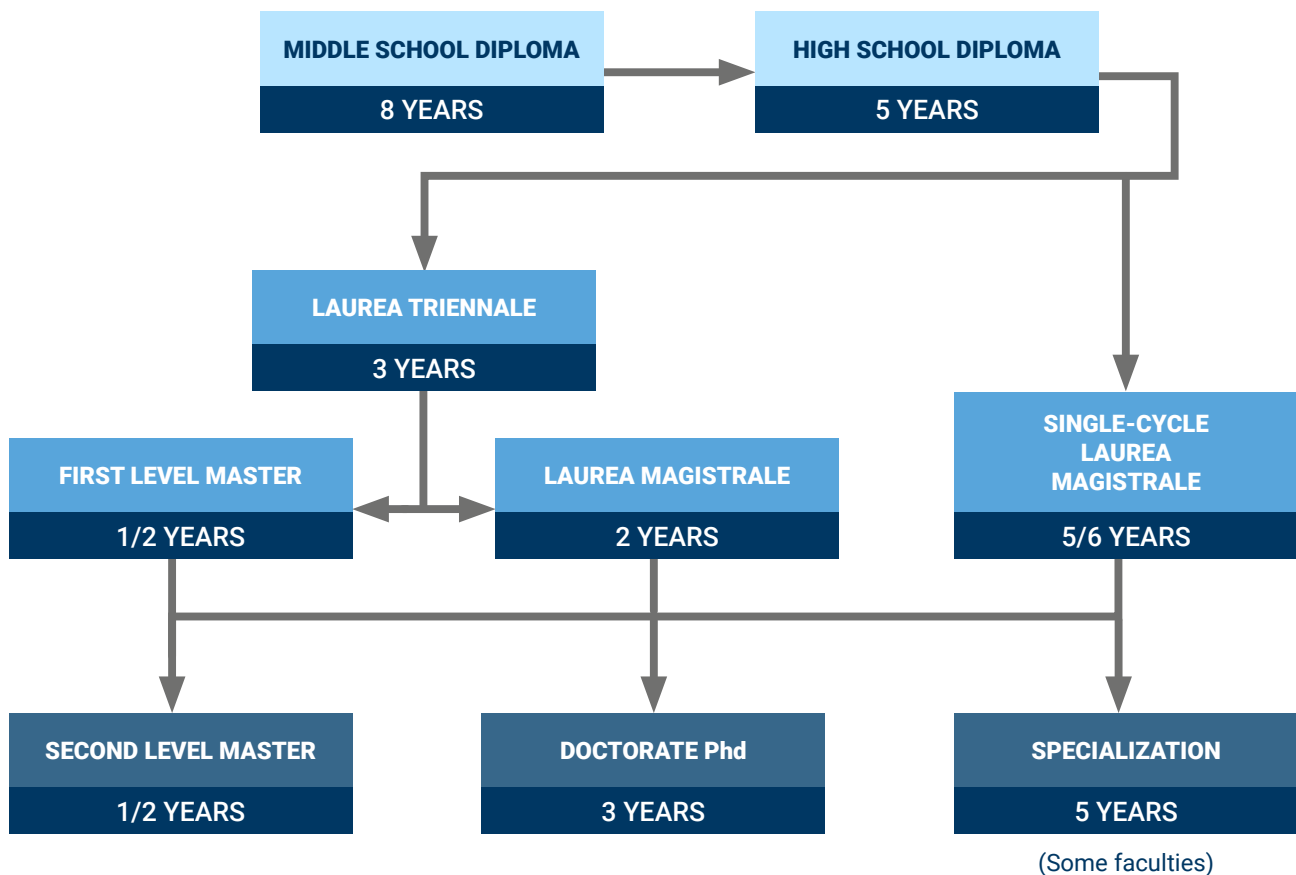 MIDDLE SCHOOL DIPLOMA
8 YEARS
HIGH SCHOOL DIPLOMA
5 YEARS
LAUREA TRIENNALE
3 YEARS
FIRST LEVEL MASTER
1/2 YEARS
LAUREA MAGISTRALE
2 YEARS
SINGLE-CYCLE
LAUREA
MAGISTRALE
5/6 YEARS
SECOND LEVEL MASTER
1/2 YEARS
DOCTORATE Phd
3 YEARS
SPECIALIZATION
5 YEARS
(Some faculties)